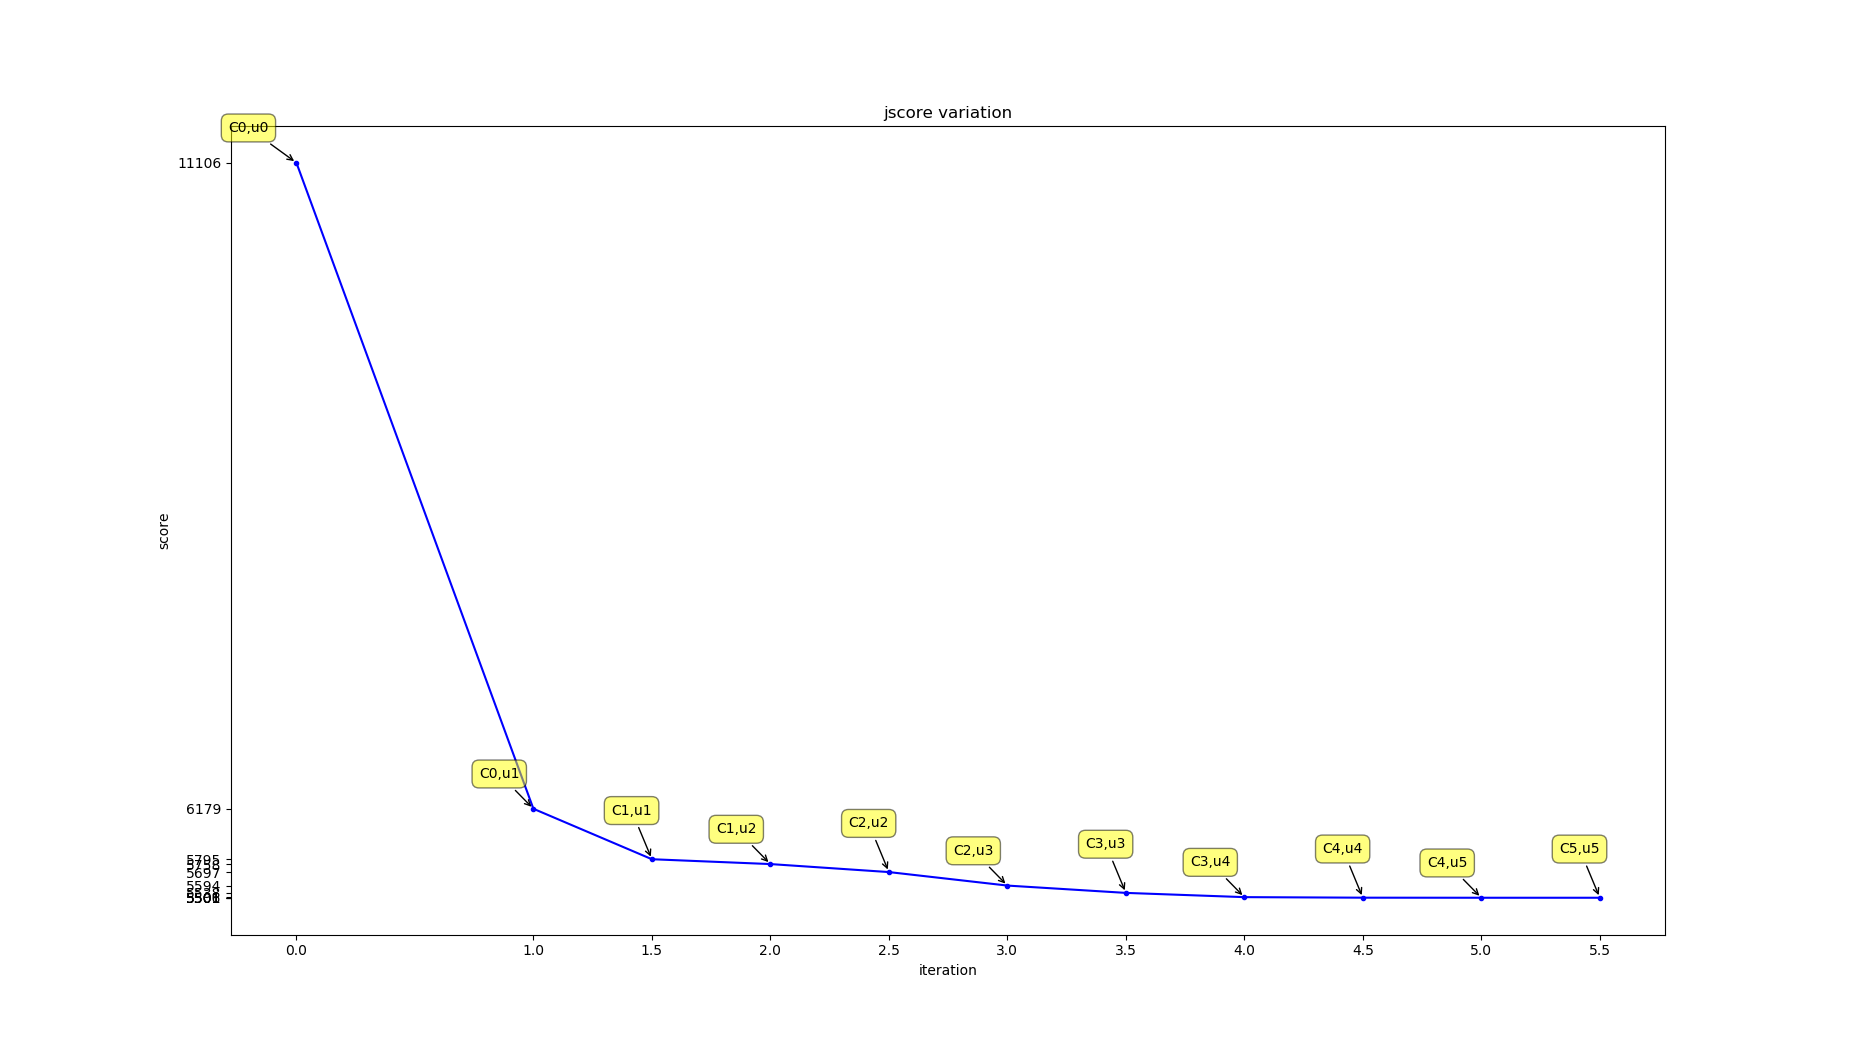 jscore variation
C0,u0
11106
score
C0,u1
6179
C1,u1
C1,u2
C2,u2
C2,u3
C3,u3
C3,u4
C4,u4
C4,u5
C5,u5
5795
5697
5594
0.0 1.0 1.5 2.0 2.5 3.0 3.5 4.0 4.5 5.0 5.5
iteration